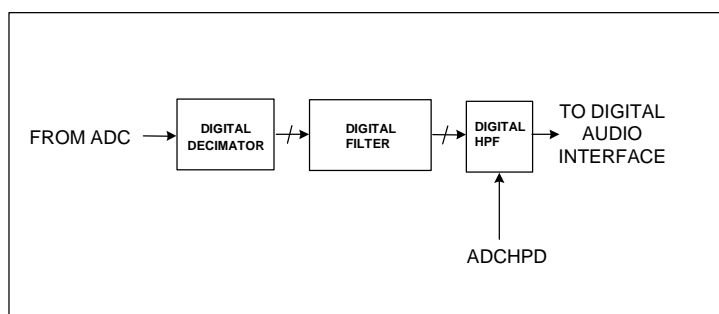 FROM ADC
DIGITAL
DECIMATOR
DIGITAL
FILTER
DIGITAL
HPF
TO DIGITAL
AUDIO
INTERFACE
ADCHPD